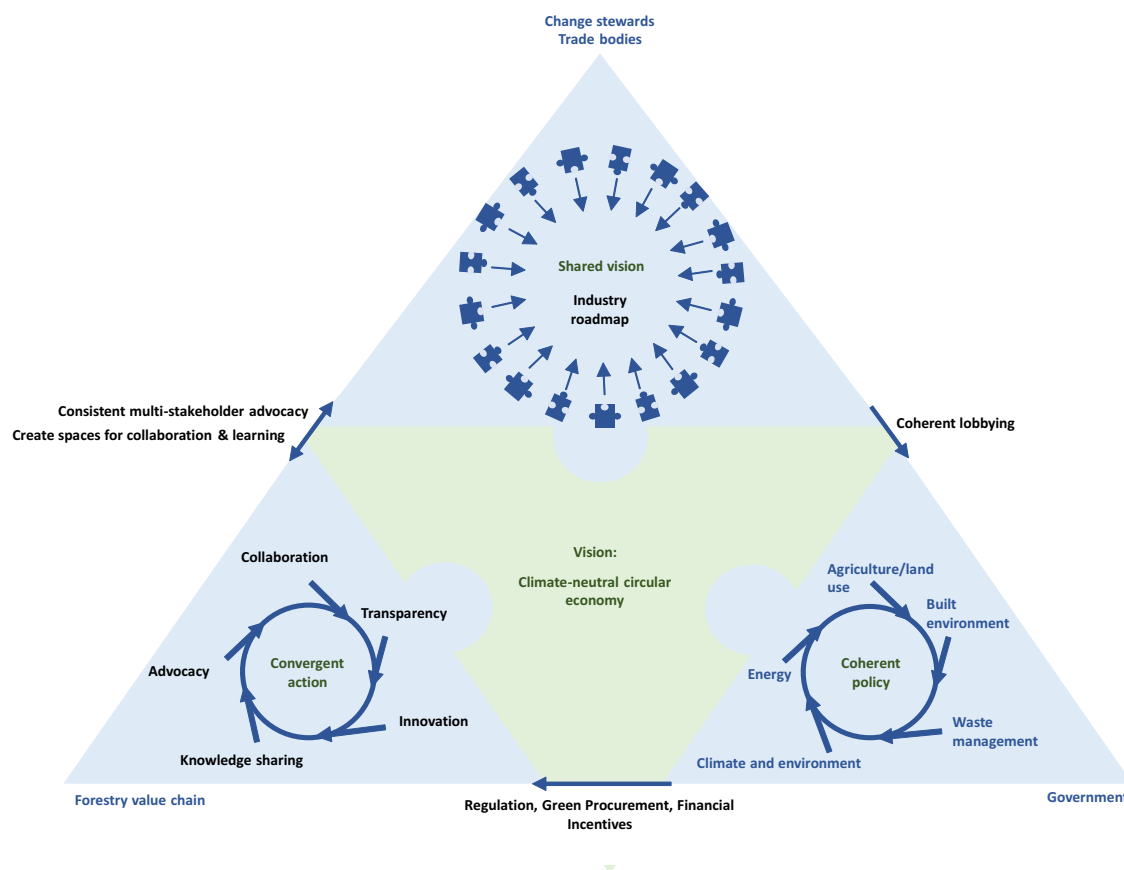 Change stewards
Trade bodies
Shared vision
Industry
roadmap
Consistent multi-stakeholder advocacy
Create spaces for collaboration & learning
Coherent lobbying
Vision:
Climate-neutral circular
economy
Collaboration
Transparency
Advocacy
Convergent
action
Innovation
Knowledge sharing
Agriculture/land
use
Built
environment
Energy
Coherent
policy
Waste
management
Climate and environment
Forestry value chain
Government
Regulation, Green Procurement, Financial
Incentives